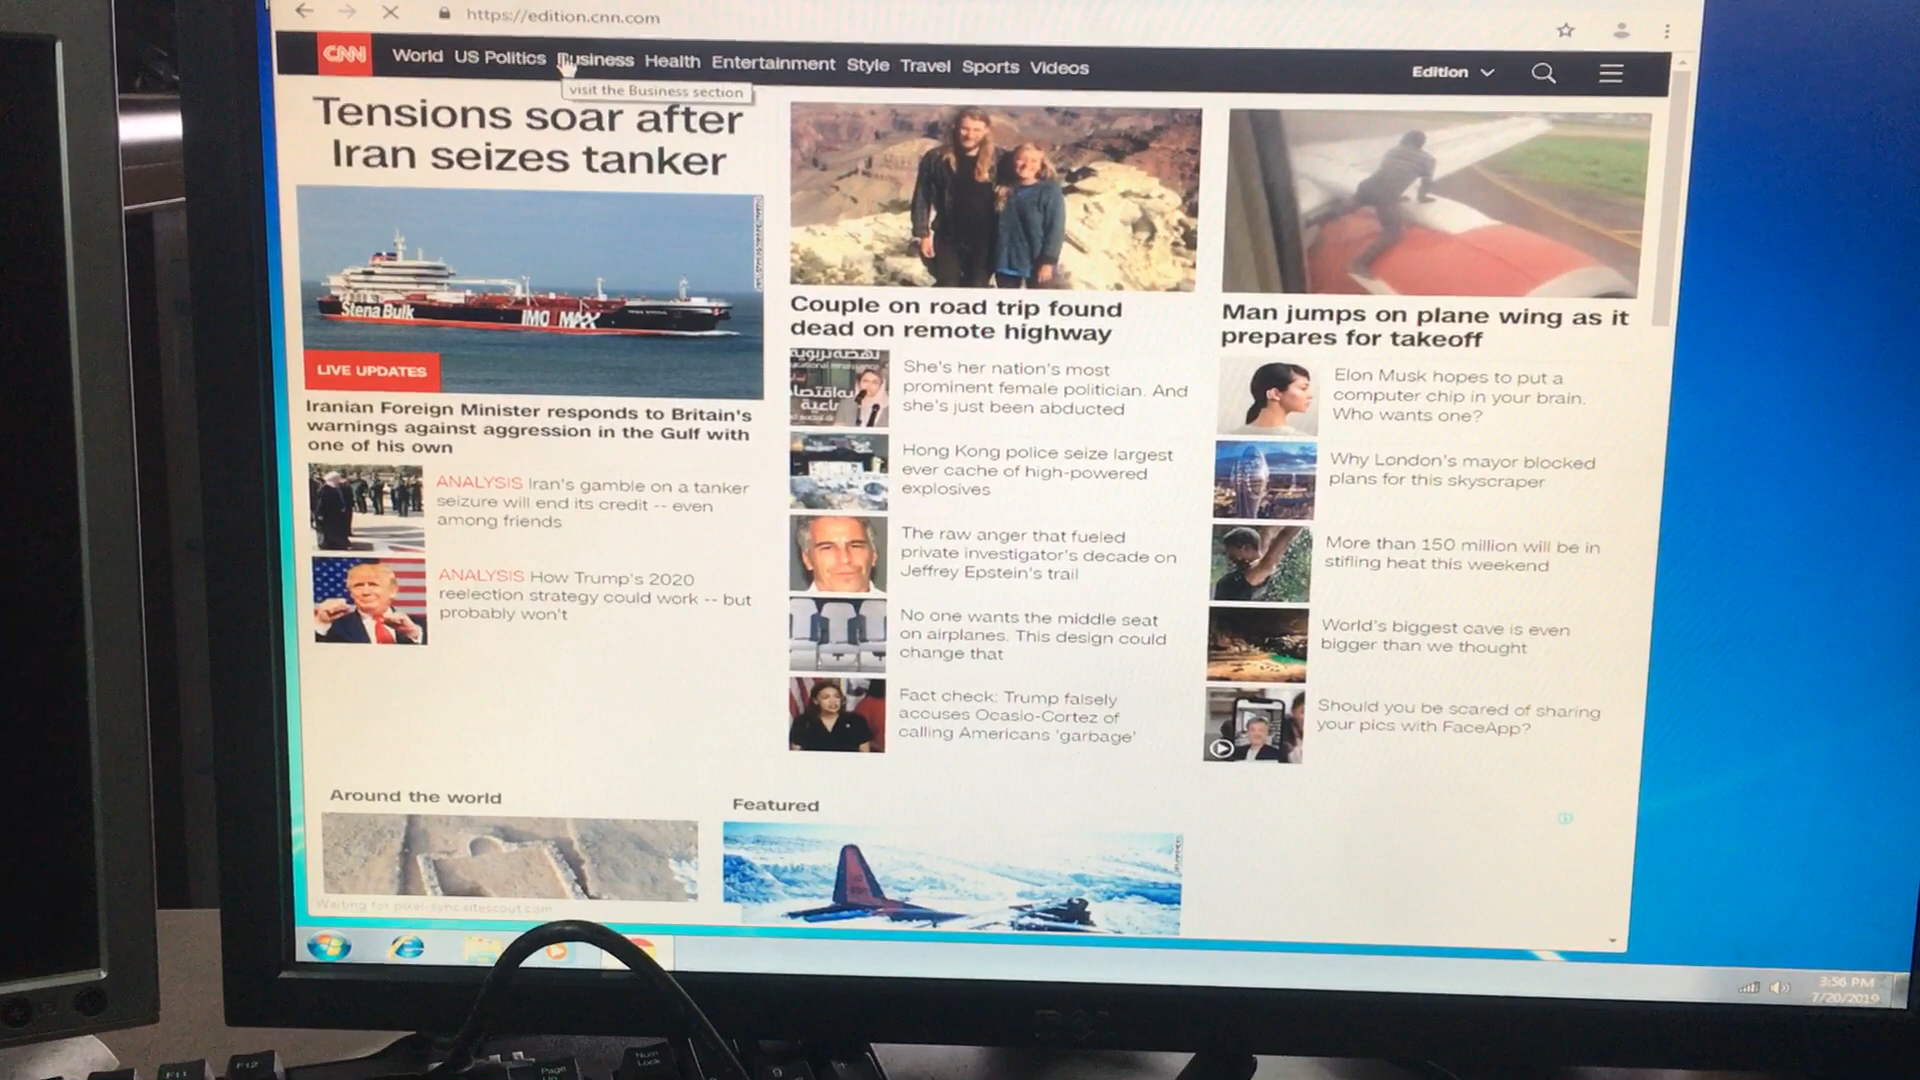 https://edition.cnn.com
CNN World US Politics Business Health Entertainment Style Travel Sports Videos Edition
visit the Business section
Tensions soar after
Iran seizes tanker
Stena Bulk
IMO MAX
LIVE UPDATES
Iranian Foreign Minister responds to Britain's
warnings against aggression in the Gulf with
one of his own
ANALYSIS Iran's gamble on a tanker
seizure will end its credit -- even
among friends
ANALYSIS How Trump's 2020
reelection strategy could work -- but
probably won't
Couple on road trip found
dead on remote highway
She's her nation's most
prominent female politician. And
she's just been abducted
Hong Kong police seize largest
ever cache of high-powered
explosives
The raw anger that fueled
private investigator's decade on
Jeffrey Epstein's trail
No one wants the middle seat
on airplanes. This design could
change that
Fact check: Trump falsely
accuses Ocasio-Cortez of
calling Americans 'garbage'
Man jumps on plane wing as it
prepares for takeoff
Elon Musk hopes to put a
computer chip in your brain.
Who wants one?
Why London's mayor blocked
plans for this skyscraper
More than 150 million will be in
stifling heat this weekend
World's biggest cave is even
bigger than we thought
Should you be scared of sharing
your pics with FaceApp?
Around the world
Featured
Waiting for
3:56 PM
7/20/2019
DELL
F11
F12
Page
Num
Lock
9